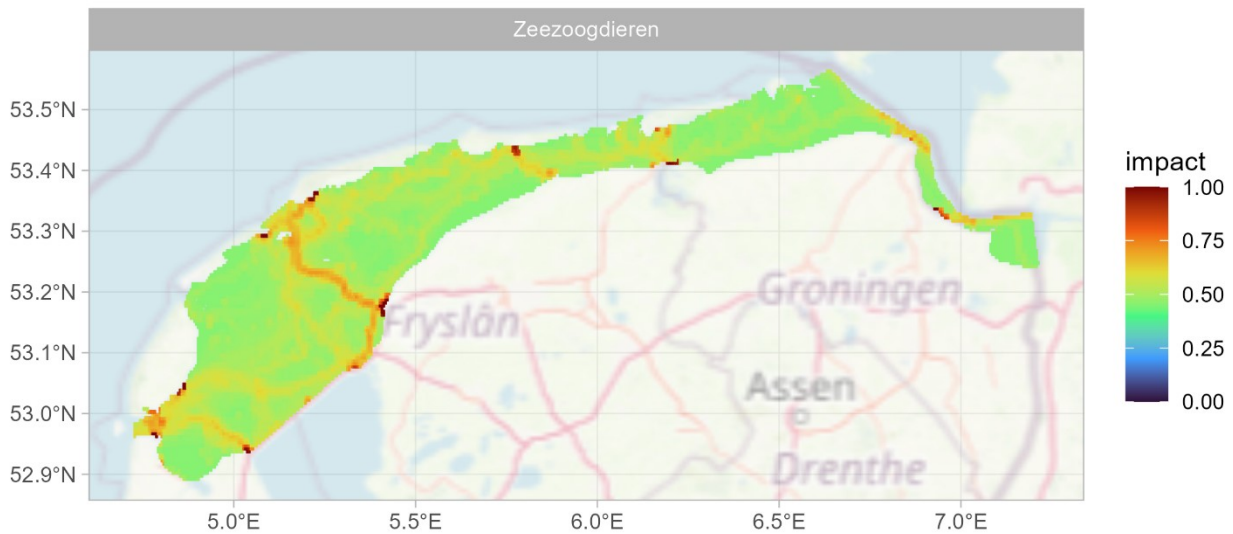 Zeezoogdieren
53.5°N
53.4°N
53.3°N
53.2°N
53.1°N
53.0°N
52.9°N
Groningen
Fryslân
Assen
Drenthe
5.0°E 5.5°E 6.0°E 6.5°E 7.0°E
impact
1.00
0.75
0.50
0.25
0.00